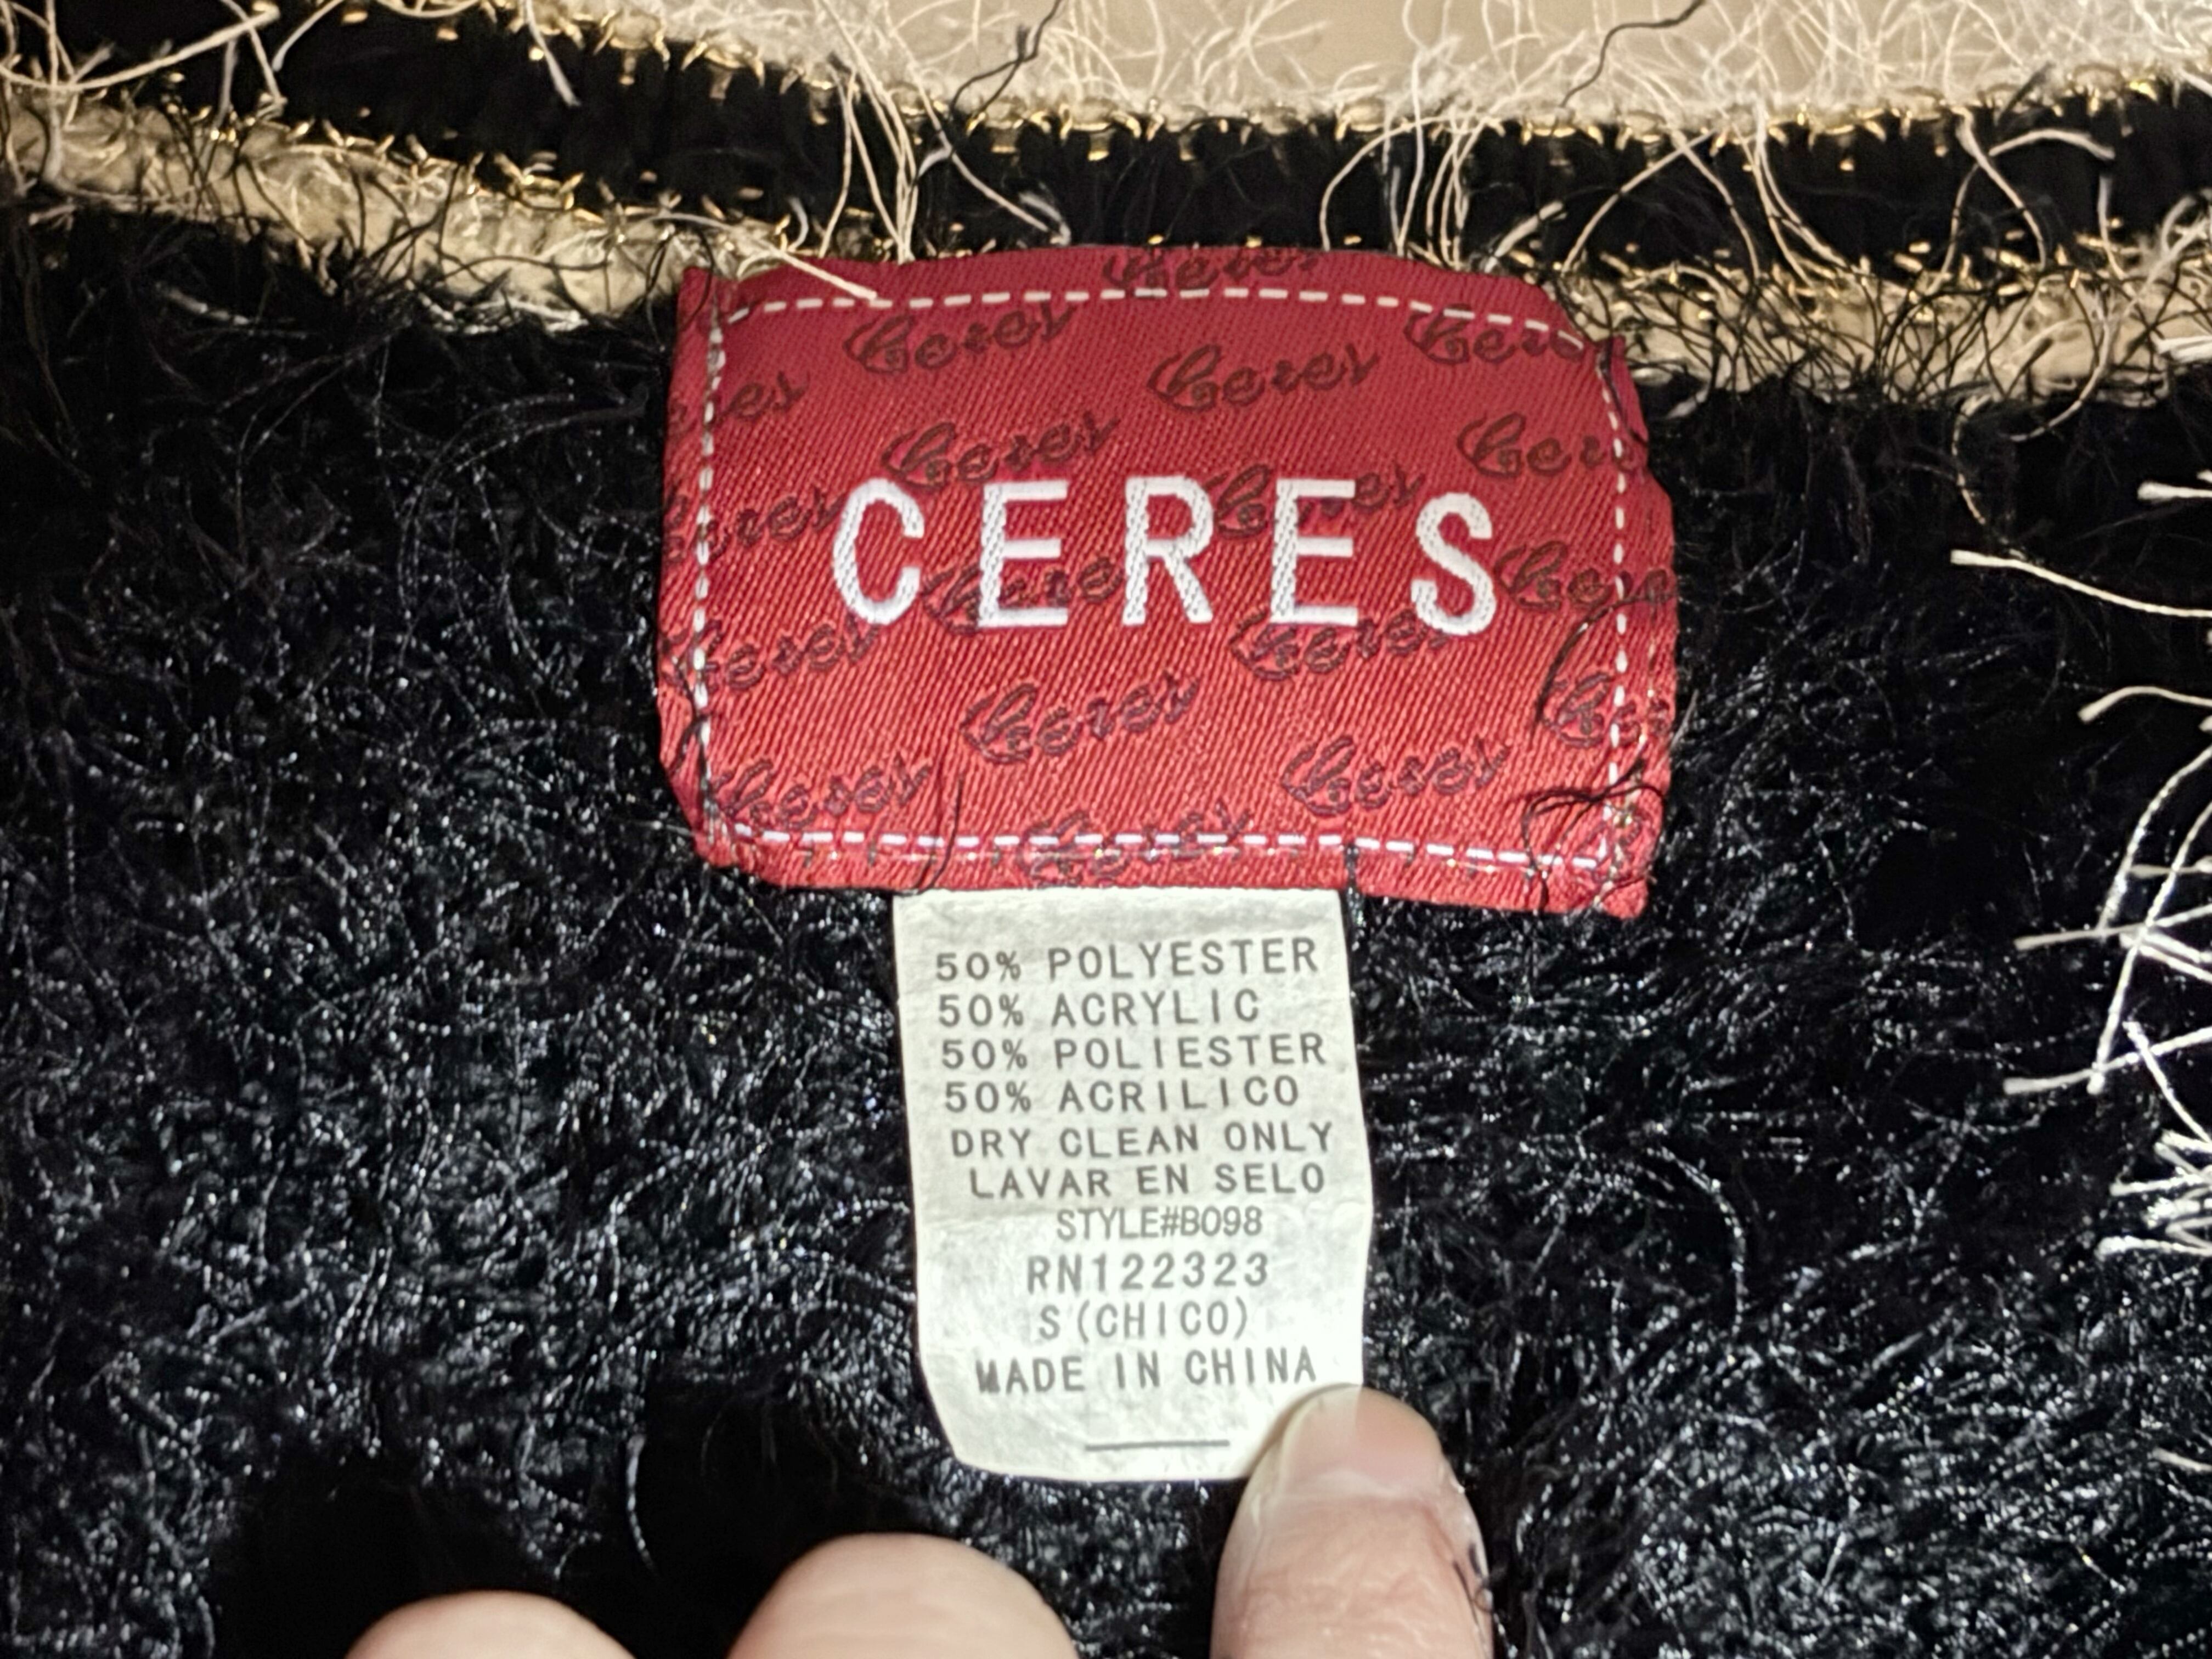 CERES
50% POLYESTER
50% ACRYLIC
50% POLIESTER
50% ACRILICO
DRY CLEAN ONLY
LAVAR EN SELO
STYLE#B098
RN122323
S (CHICO)
MADE IN CHINA